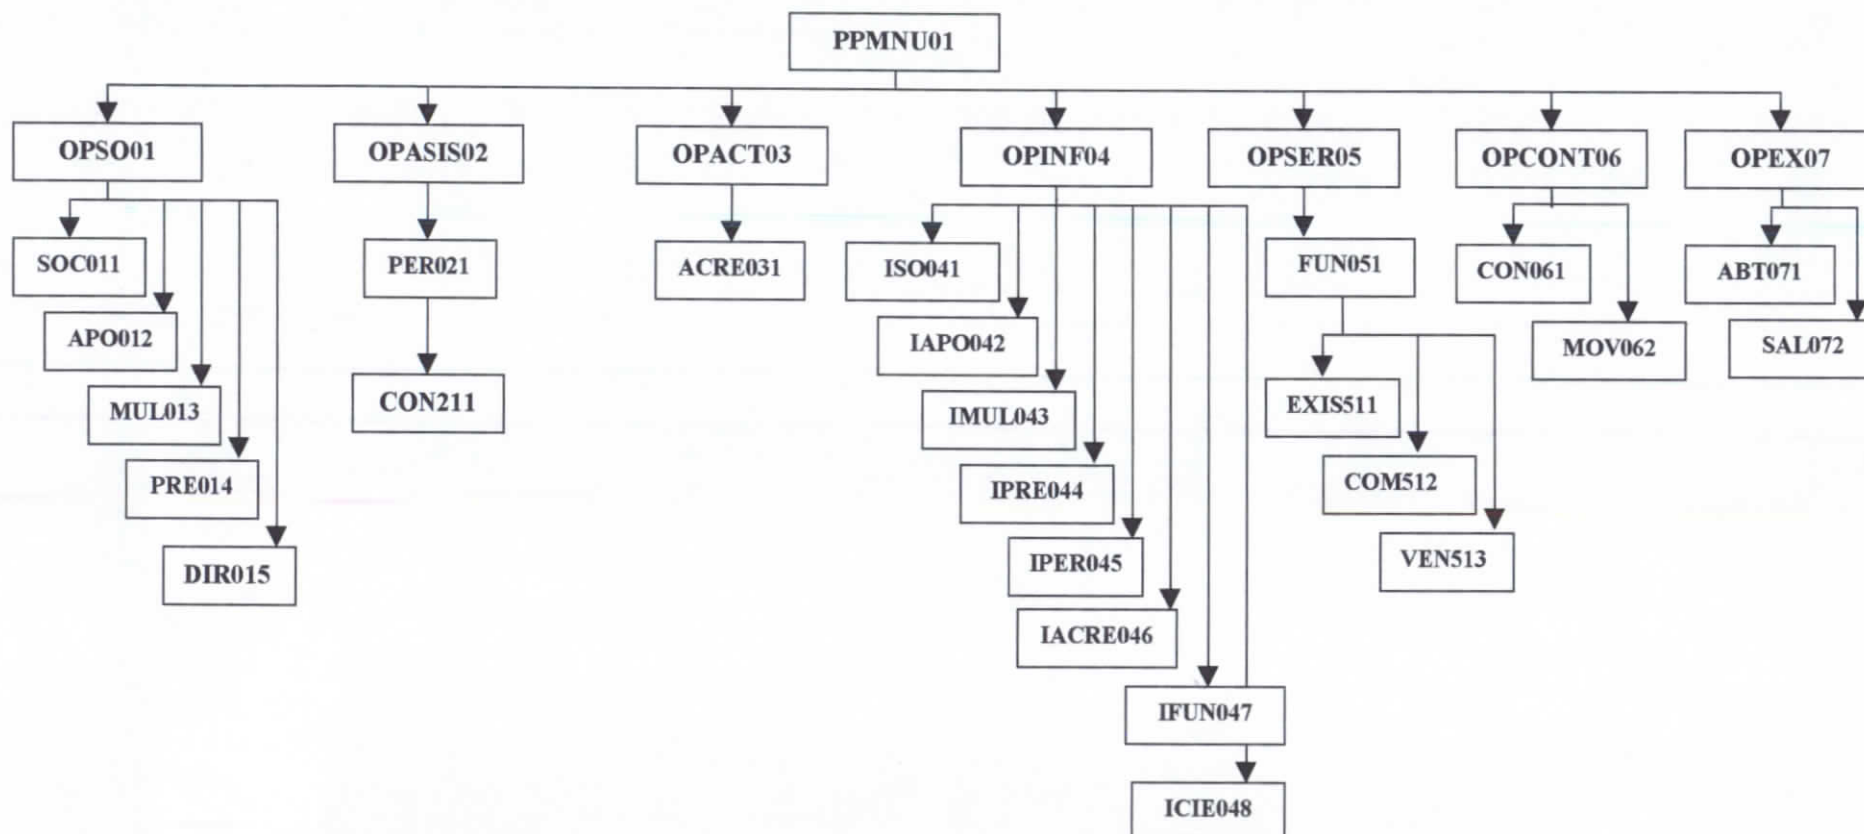 PPMNU01
OPSO01
OPASIS02
OPACT03
OPINF04
OPSER05
OPCONT06
OPEX07
SOC011
PER021
ACRE031
ISO041
FUN051
CON061
ABT071
APO012
IAPO042
MOV062
SAL072
MUL013
CON211
IMUL043
EXIS511
PRE014
IPRE044
COM512
DIR015
IPER045
VEN513
IACRE046
IFUN047
ICIE048